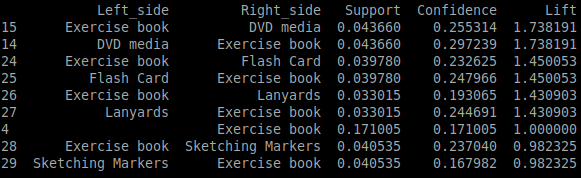 Left_side Right_side Support Confidence Lift
15 Exercise book DVD media 0.043660 0.255314 1.738191
14 DVD media Exercise book 0.043660 0.297239 1.738191
24 Exercise book Flash Card 0.039780 0.232625 1.450053
25 Flash Card Exercise book 0.039780 0.247966 1.450053
26 Exercise book Lanyards 0.033015 0.193065 1.430903
27 Lanyards Exercise book 0.033015 0.244691 1.430903
4 Exercise book 0.171005 0.171005 1.000000
28 Exercise book Sketching Markers 0.040535 0.237040 0.982325
29 Sketching Markers Exercise book 0.040535 0.167982 0.982325